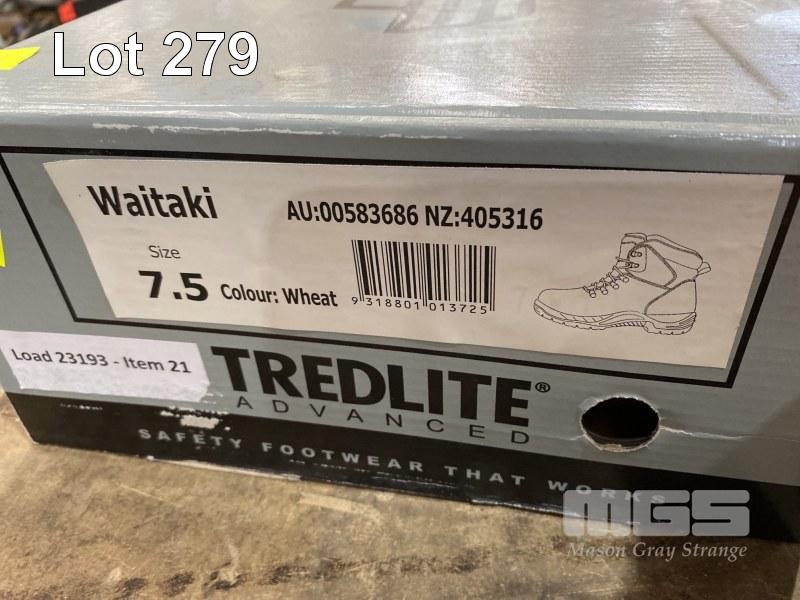 Lot 279
Waitaki
AU:00583686 NZ:405316
Size
7.5 Colour: Wheat
9 318801 013725
Load 23193 - Item 21
TREDLITE®
ADVANCED
SAFETY FOOTWEAR THAT WORKS
MGS
Mason Gray Strange